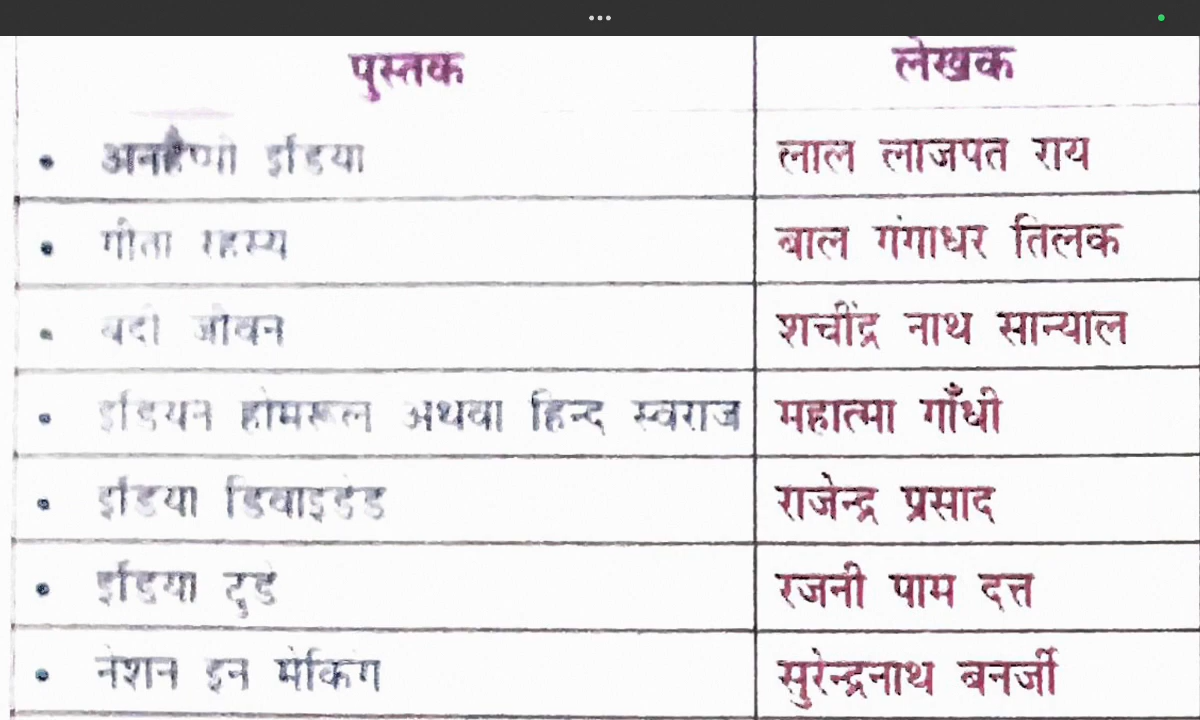 पुस्तक लेखक
• अनहैप्पी इंडिया लाल लाजपत राय
• गीता रहस्य बाल गंगाधर तिलक
• बंदी जीवन शचींद्र नाथ सान्याल
• इंडियन होमरूल अथवा हिन्द स्वराज महात्मा गाँधी
• इंडिया डिवाइडेड राजेन्द्र प्रसाद
• इंडिया टुडे रजनी पाम दत्त
• नेशन इन मेकिंग सुरेन्द्रनाथ बनर्जी